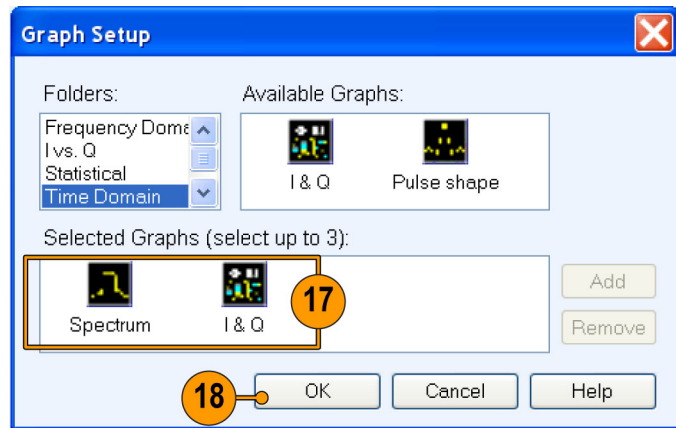 Graph Setup
Folders:
Available Graphs:
Frequency Doma
I vs. Q
Statistical
Time Domain
I & Q
Pulse shape
Selected Graphs (select up to 3):
Spectrum
I & Q
17
Add
Remove
18
OK
Cancel
Help